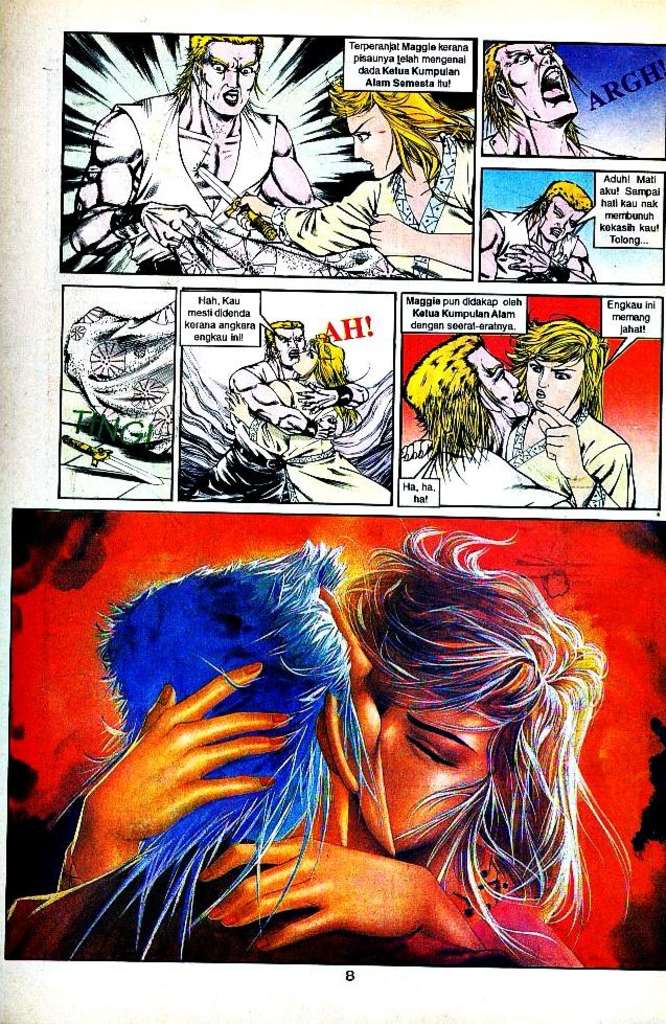 Terperanjat Maggie kerana
pisaunya telah mengenai
dada Ketua Kumpulan
Alam Semesta itu!
ARGH!
Aduh! Mati
aku! Sampai
hati kau nak
membunuh
kekasih kau!
Tolong...
TING!
Hah, Kau
mesti didenda
kerana angkara
engkau ini!
AH!
Maggie pun didakap oleh
Ketua Kumpulan Alam
dengan seerat-eratnya.
Engkau ini
memang
jahat!
Ha, ha,
ha!
8